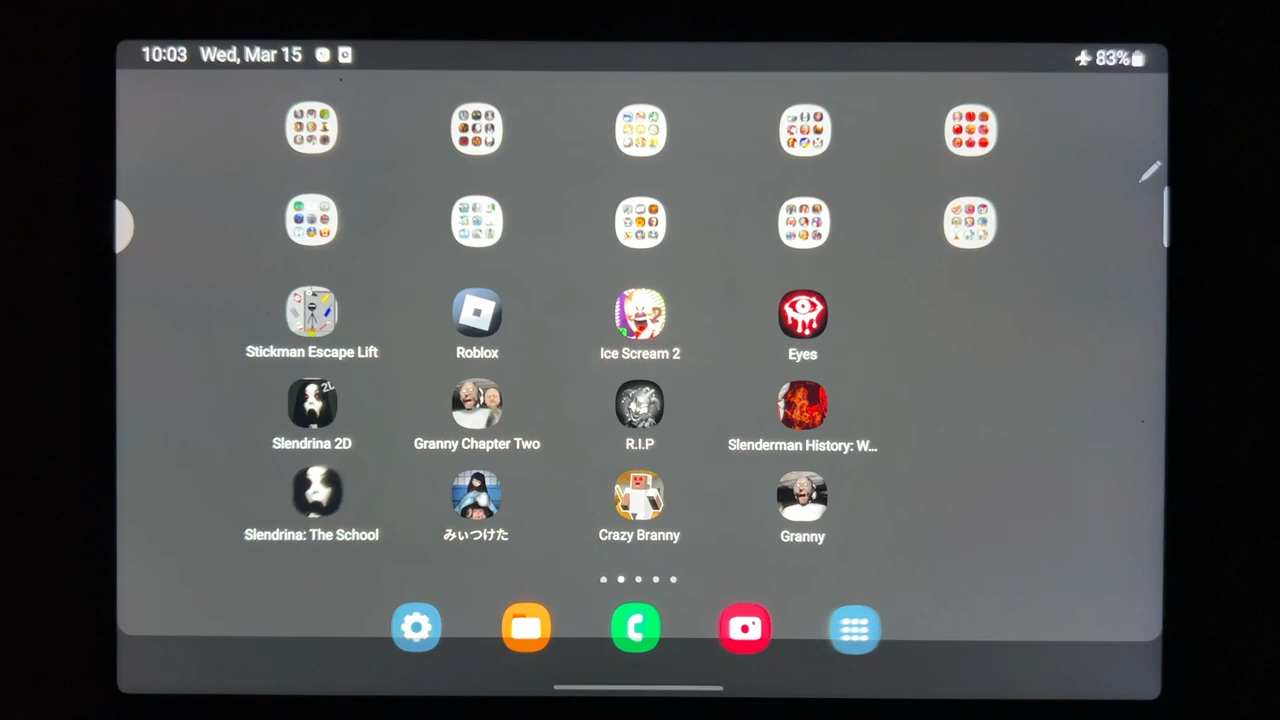 10:03 Wed, Mar 15
83%
Stickman Escape Lift
Roblox
Ice Scream 2
Eyes
2D
Slendrina 2D
Granny Chapter Two
R.I.P
Slenderman History: W...
Slendrina: The School
みぃつけた
Crazy Branny
Granny